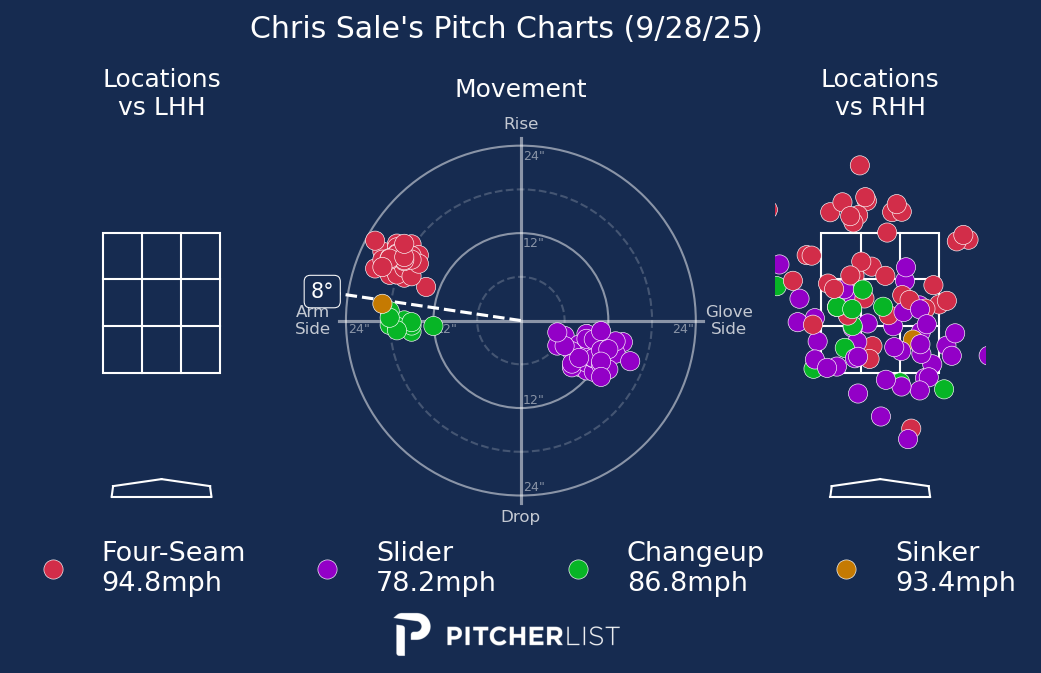 Chris Sale's Pitch Charts (9/28/25)
Locations
vs LHH
Movement
Locations
vs RHH
Rise
24"
12"
8°
Arm
Side
24"
12"
24"
Glove
Side
12"
24"
Drop
Four-Seam
94.8mph
Slider
78.2mph
Changeup
86.8mph
Sinker
93.4mph
PITCHERLIST